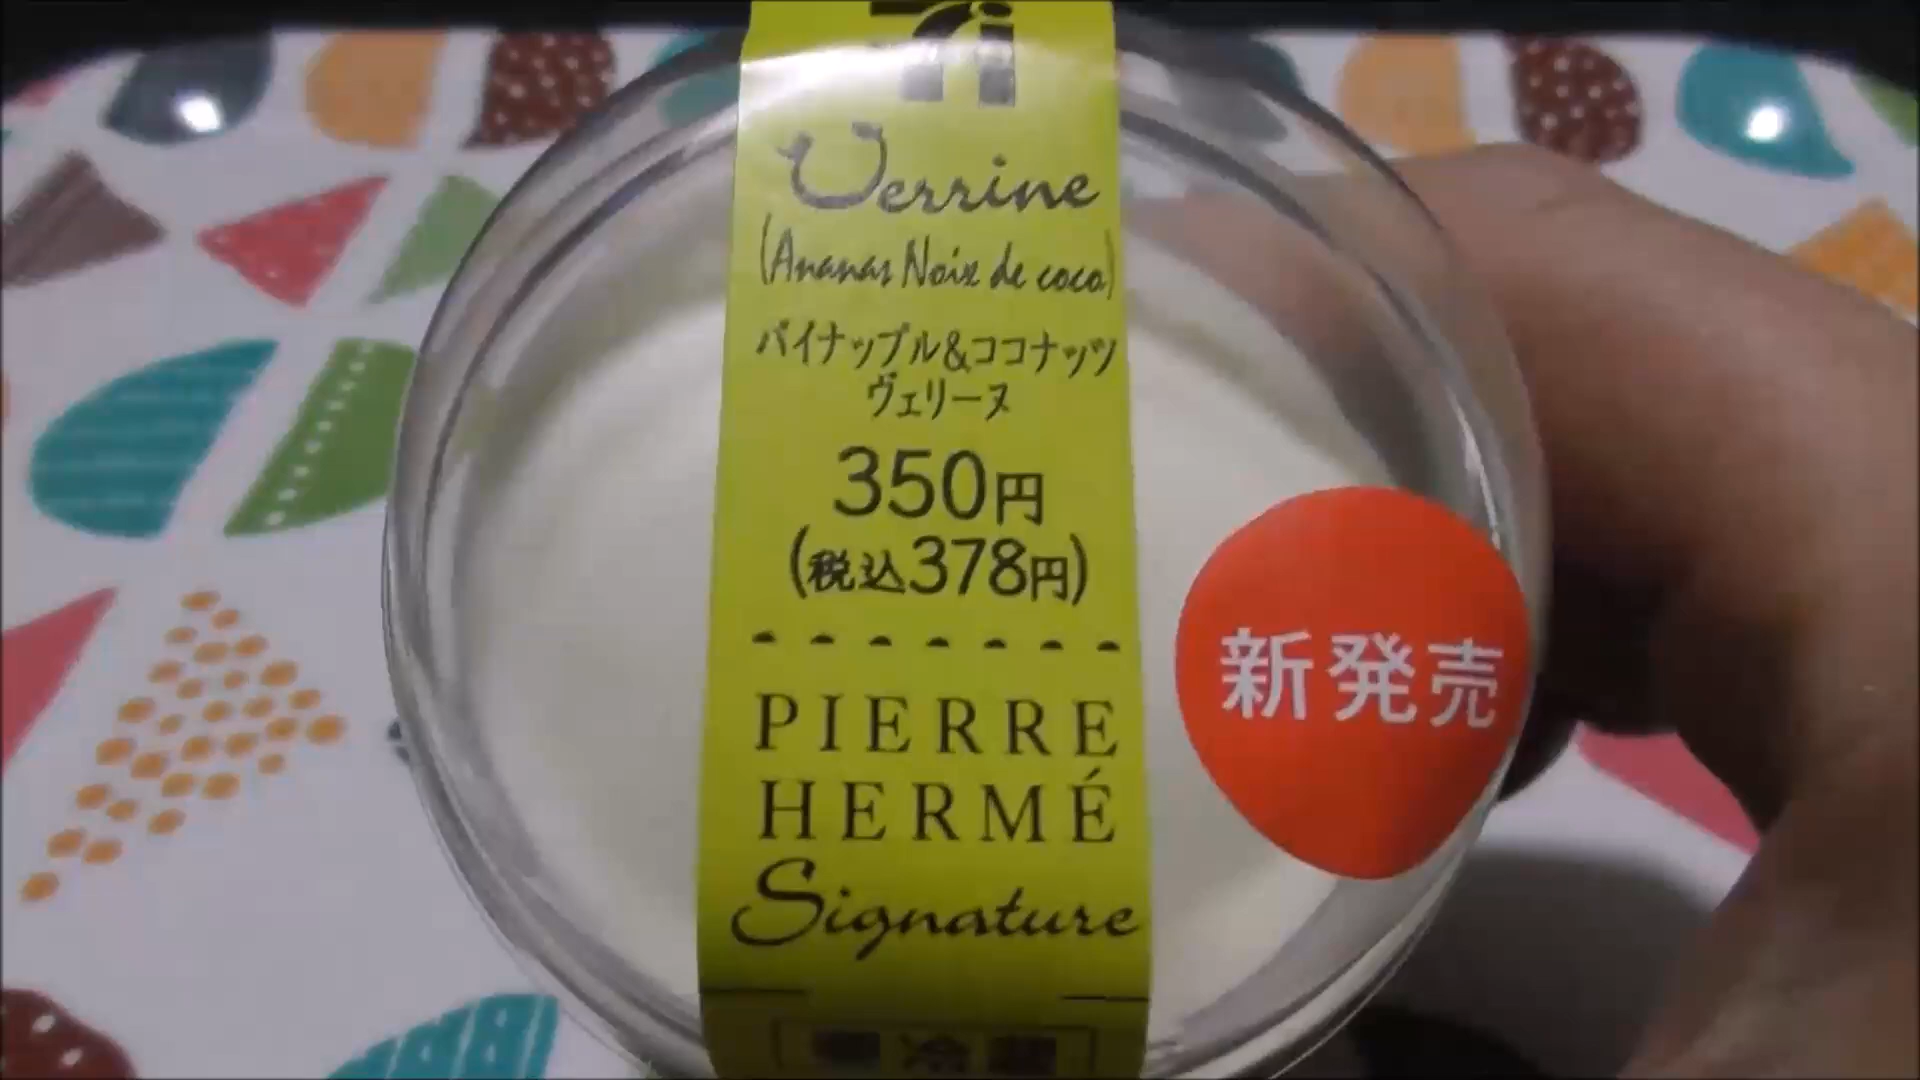 Verrine
(Ananas Noix de coco)
パイナップル&ココナッツ
ヴェリーヌ
350円
(税込378円)
PIERRE
HERMÉ
Signature
新発売